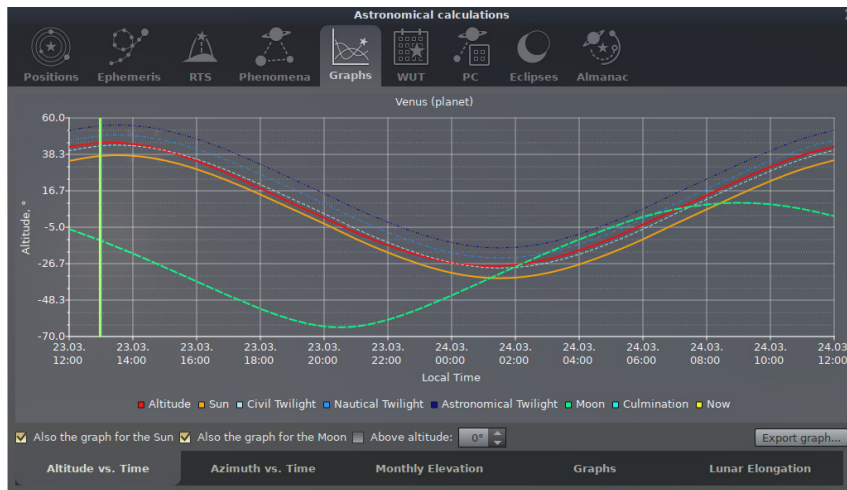 Astronomical calculations
Positions Ephemeris RTS Phenomena Graphs WUT PC Eclipses Almanac
Venus (planet)
60.0
38.3
16.7
-5.0
-26.7
-48.3
-70.0
Altitude, °
23.03. 23.03. 23.03. 23.03. 23.03. 23.03. 24.03. 24.03. 24.03. 24.03. 24.03. 24.03. 24.03.
12:00 14:00 16:00 18:00 20:00 22:00 00:00 02:00 04:00 06:00 08:00 10:00 12:00
Local Time
Altitude Sun Civil Twilight Nautical Twilight Astronomical Twilight Moon Culmination Now
Also the graph for the Sun Also the graph for the Moon Above altitude: 0° Export graph...
Altitude vs. Time Azimuth vs. Time Monthly Elevation Graphs Lunar Elongation